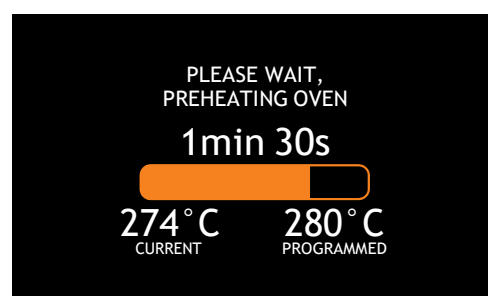 PLEASE WAIT,
PREHEATING OVEN
1min 30s
274°C 280°C
CURRENT PROGRAMMED